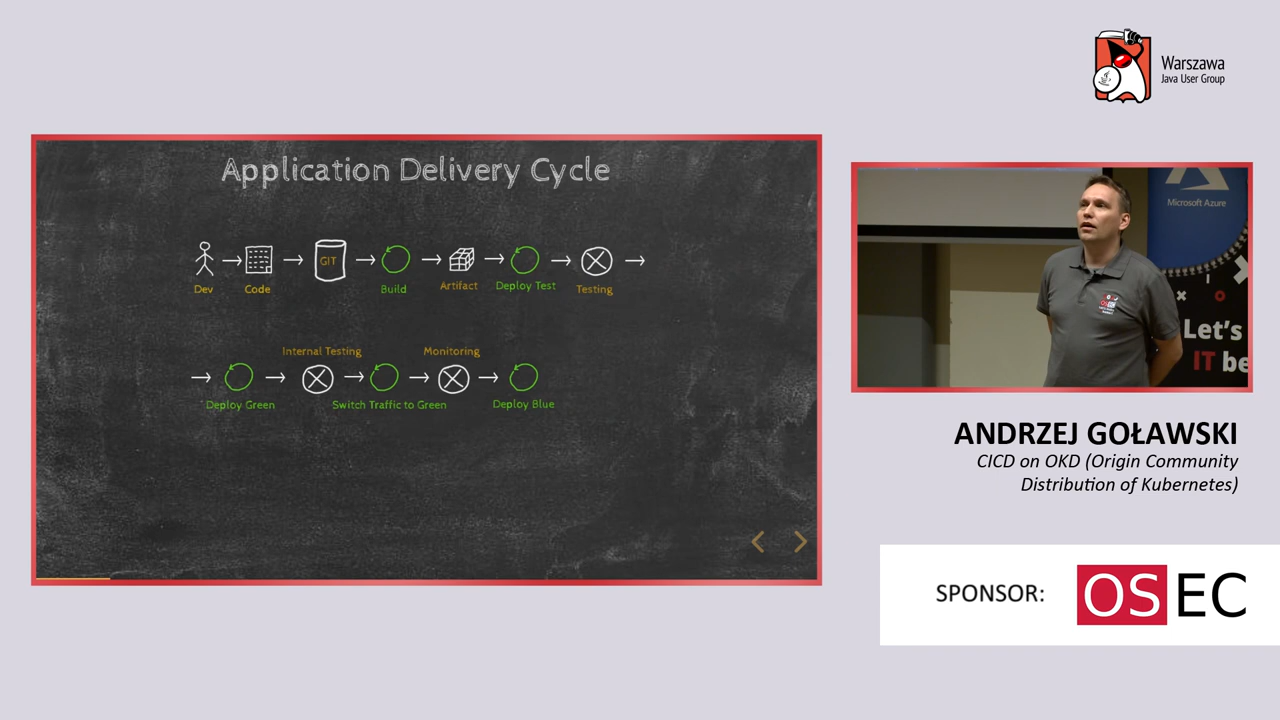 Warszawa
Java User Group
Application Delivery Cycle
GIT
Dev
Code
Build
Artifact
Deploy Test
Testing
Internal Testing
Monitoring
Deploy Green
Switch Traffic to Green
Deploy Blue
Microsoft Azure
Let's
IT be
ANDRZEJ GOŁAWSKI
CICD on OKD (Origin Community
Distribution of Kubernetes)
SPONSOR:
OSEC